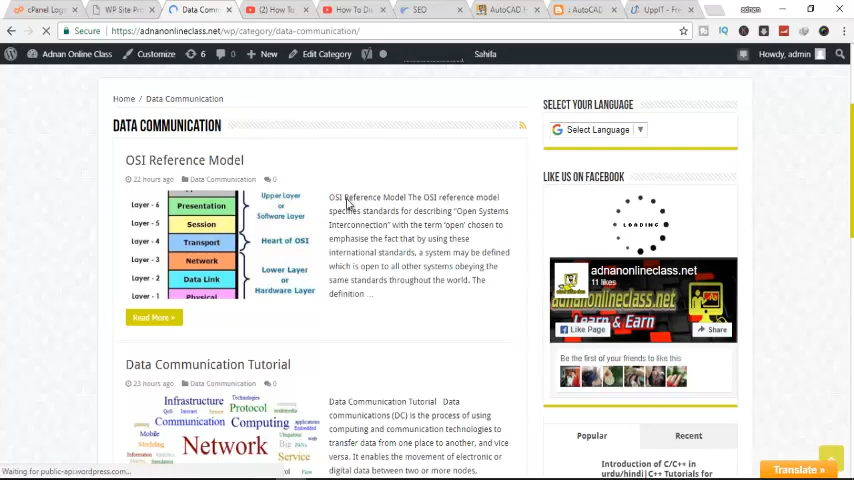 cPanel Login
WP Site Pro
Data Comm
(2) How To
How To Di
SEO
AutoCAD F
: AutoCAD
UppIT - Fre
adnan
Secure
https://adnanonlineclass.net/wp/category/data-communication/
Adnan Online Class
Customize
6
0
New
Edit Category
Sahila
Howdy, admin
Home / Data Communication
DATA COMMUNICATION
OSI Reference Model
22 hours ago
Data Communication
0
Layer - 6
Presentation
Layer - 5
Session
Layer - 4
Transport
Layer - 3
Network
Layer - 2
Data Link
Layer - 1
Physical
Upper Layer
or
Software Layer
Heart of OSI
Lower Layer
or
Hardware Layer
OSI Reference Model The OSI reference model
specifies standards for describing "Open Systems
Interconnection" with the term 'open' chosen to
emphasise the fact that by using these
international standards, a system may be defined
which is open to all other systems obeying the
same standards throughout the world. The
definition ...
Read More »
Data Communication Tutorial
23 hours ago
Data Communication
0
Infrastructure
Technologies
QoS
Internet
Protocol
Communication
Computing
Mobile
Network
Service
Data Communication Tutorial Data
communications (DC) is the process of using
computing and communication technologies to
transfer data from one place to another, and vice
versa. It enables the movement of electronic or
digital data between two or more nodes,
SELECT YOUR LANGUAGE
Select Language
LIKE US ON FACEBOOK
LOADING
adnanonlineclass.net
11 likes
adnanonlineclass.net
Learn & Earn
Like Page
Share
Be the first of your friends to like this
Popular
Recent
Introduction of C/C++ in
urdu/hindi|C++ Tutorials for
Translate »
Waiting for public-api.wordpress.com...